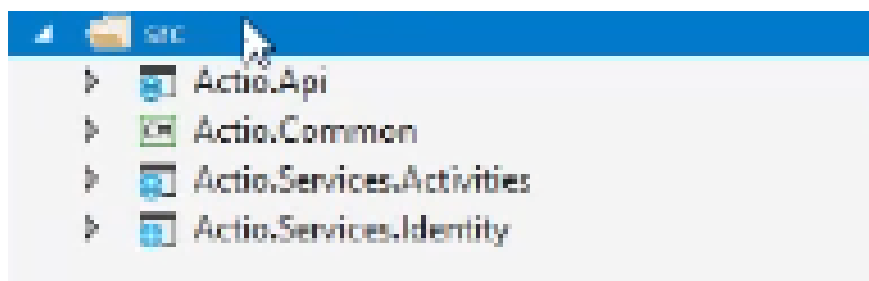 src
Actio.Api
Actio.Common
Actio.Services.Activities
Actio.Services.Identity